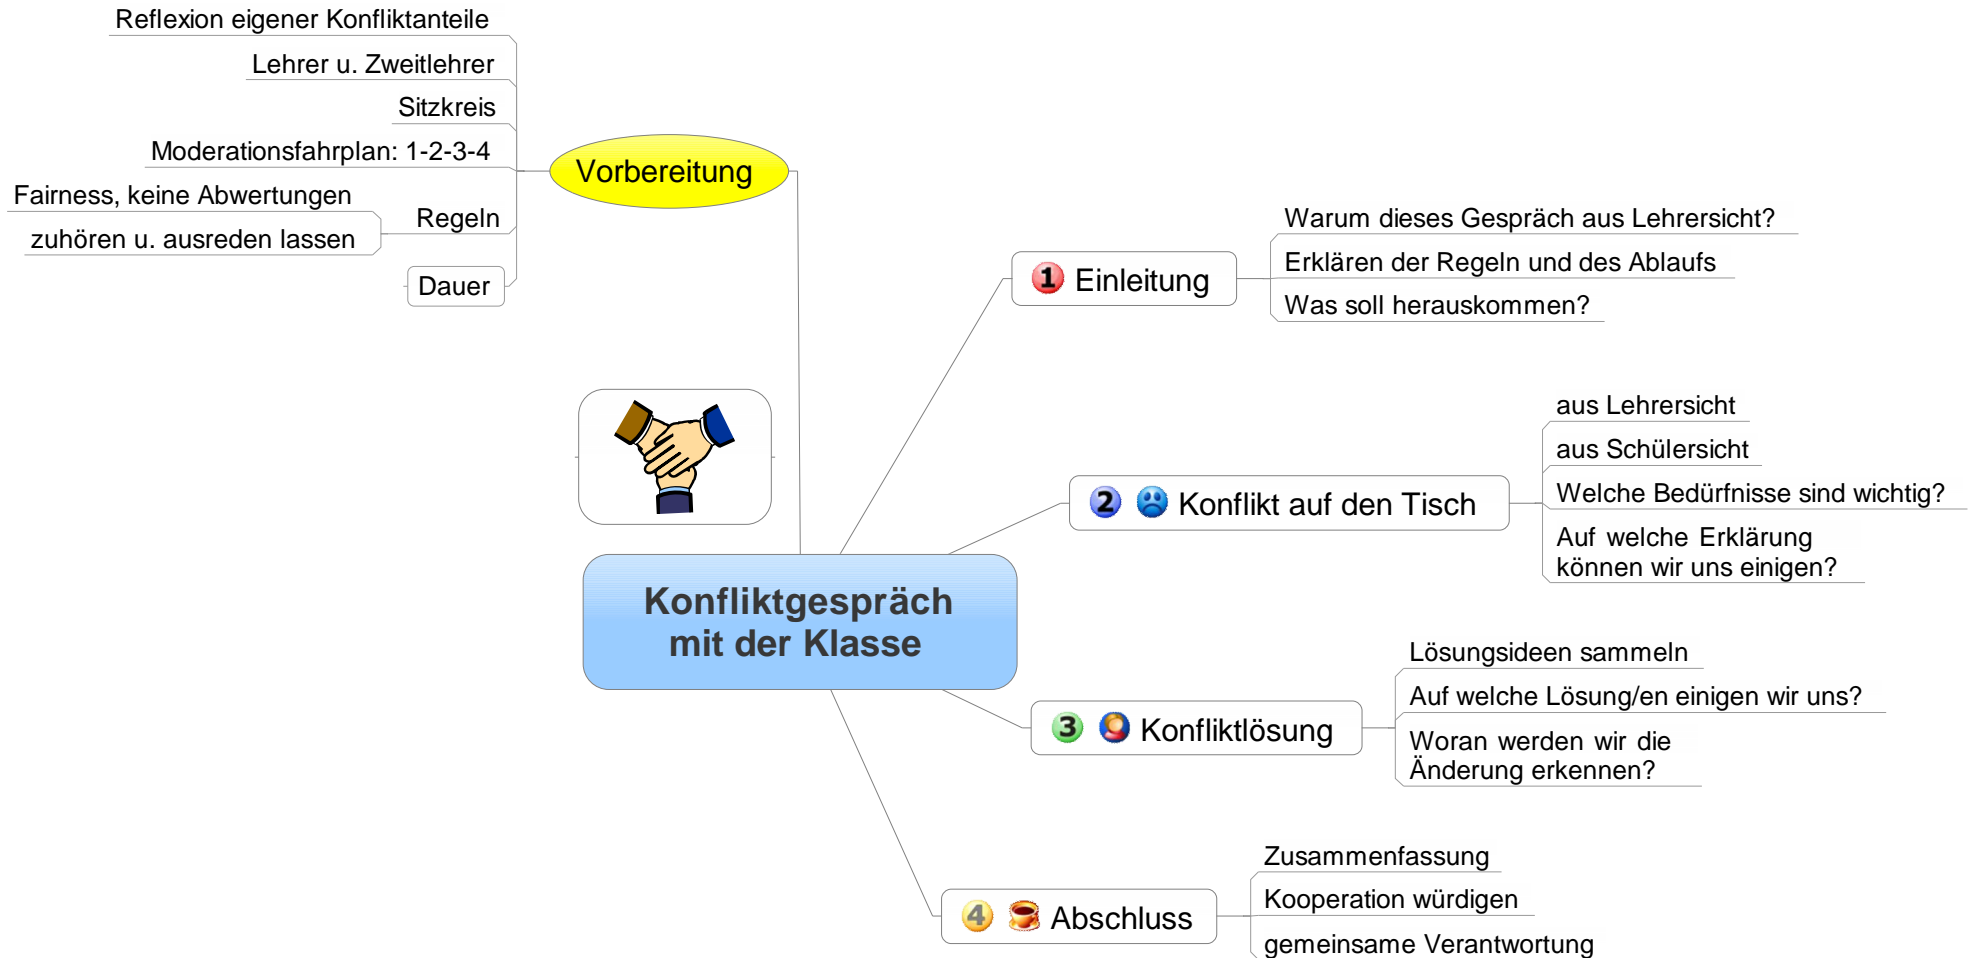 Reflexion eigener Konfliktanteile
Lehrer u. Zweitlehrer
Sitzkreis
Moderationsfahrplan: 1-2-3-4
Fairness, keine Abwertungen
zuhören u. ausreden lassen
Regeln
Dauer
Vorbereitung
Konfliktgespräch
mit der Klasse
1 Einleitung
Warum dieses Gespräch aus Lehrersicht?
Erklären der Regeln und des Ablaufs
Was soll herauskommen?
2 Konflikt auf den Tisch
aus Lehrersicht
aus Schülersicht
Welche Bedürfnisse sind wichtig?
Auf welche Erklärung
können wir uns einigen?
3 Konfliktlösung
Lösungsideen sammeln
Auf welche Lösung/en einigen wir uns?
Woran werden wir die
Änderung erkennen?
4 Abschluss
Zusammenfassung
Kooperation würdigen
gemeinsame Verantwortung